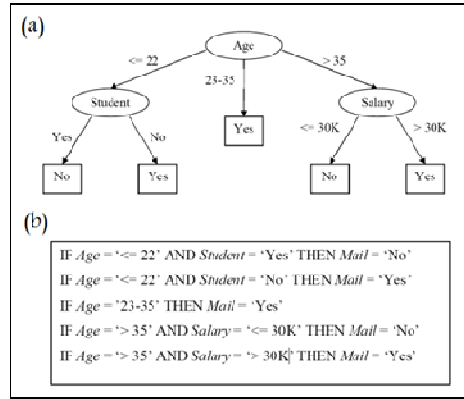 (a)
Age
<= 22
23-35
> 35
Student
Salary
Yes
No
Yes
<= 30K
> 30K
No
Yes
No
Yes
(b)
IF Age = '<= 22' AND Student = 'Yes' THEN Mail = 'No'
IF Age = '<= 22' AND Student = 'No' THEN Mail = 'Yes'
IF Age = '23-35' THEN Mail = 'Yes'
IF Age = '> 35' AND Salary = '<= 30K' THEN Mail = 'No'
IF Age = '> 35' AND Salary = '> 30K' THEN Mail = 'Yes'